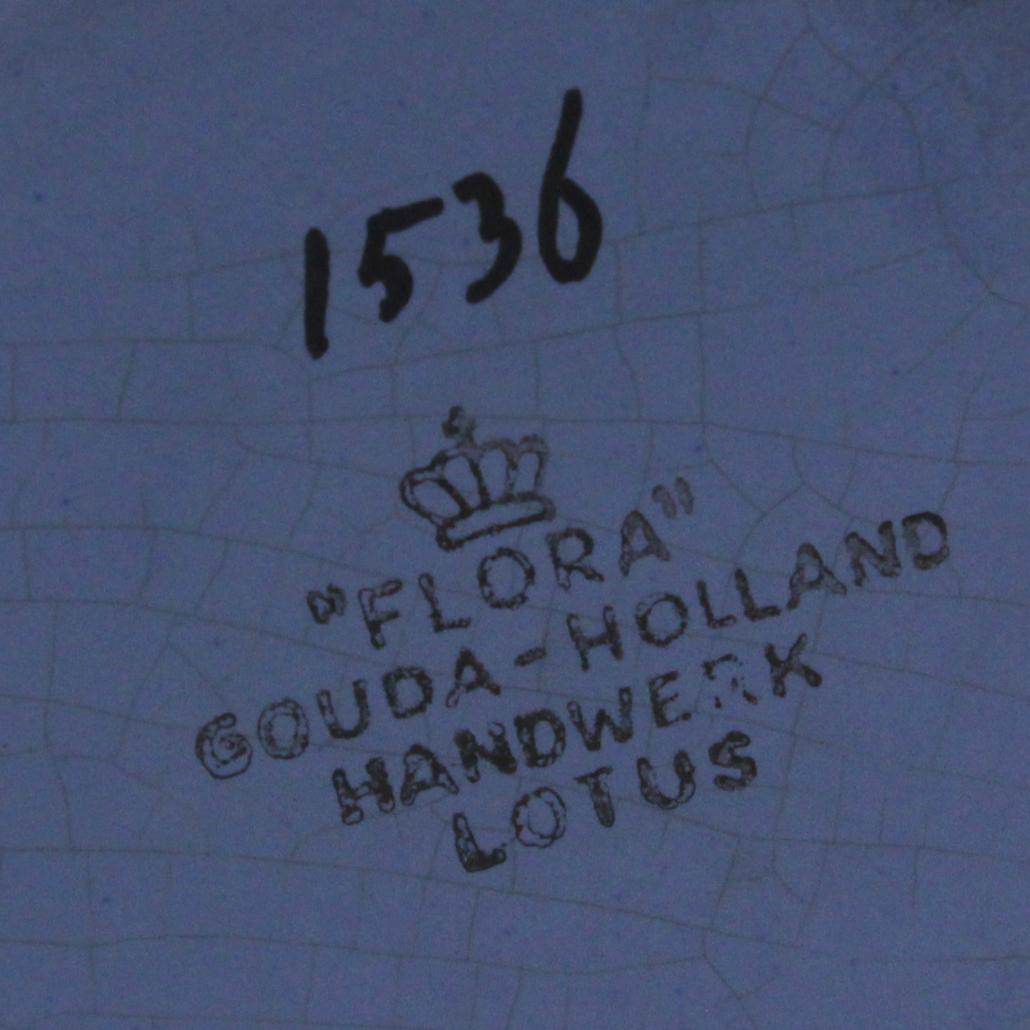 1536
"FLORA"
GOUDA-HOLLAND
HANDWERK
LOTUS